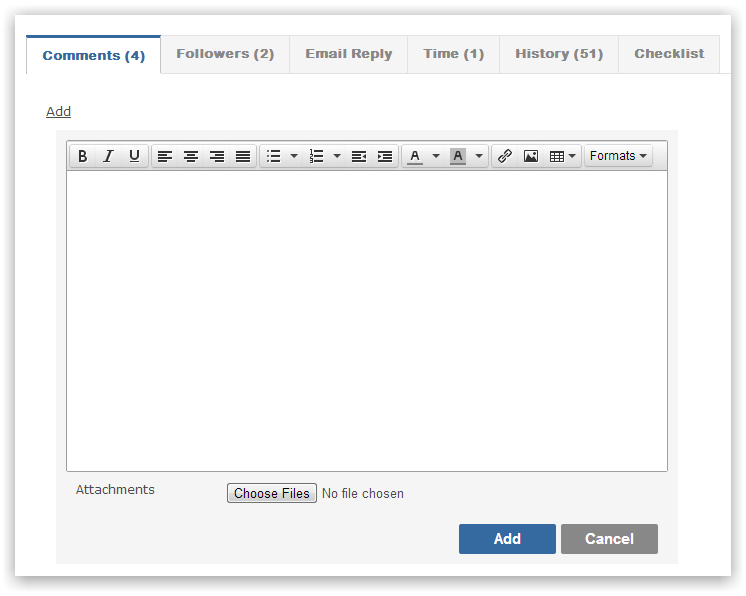 Comments (4) Followers (2) Email Reply Time (1) History (51) Checklist
Add
B I U A A Formats
Attachments Choose Files No file chosen
Add Cancel